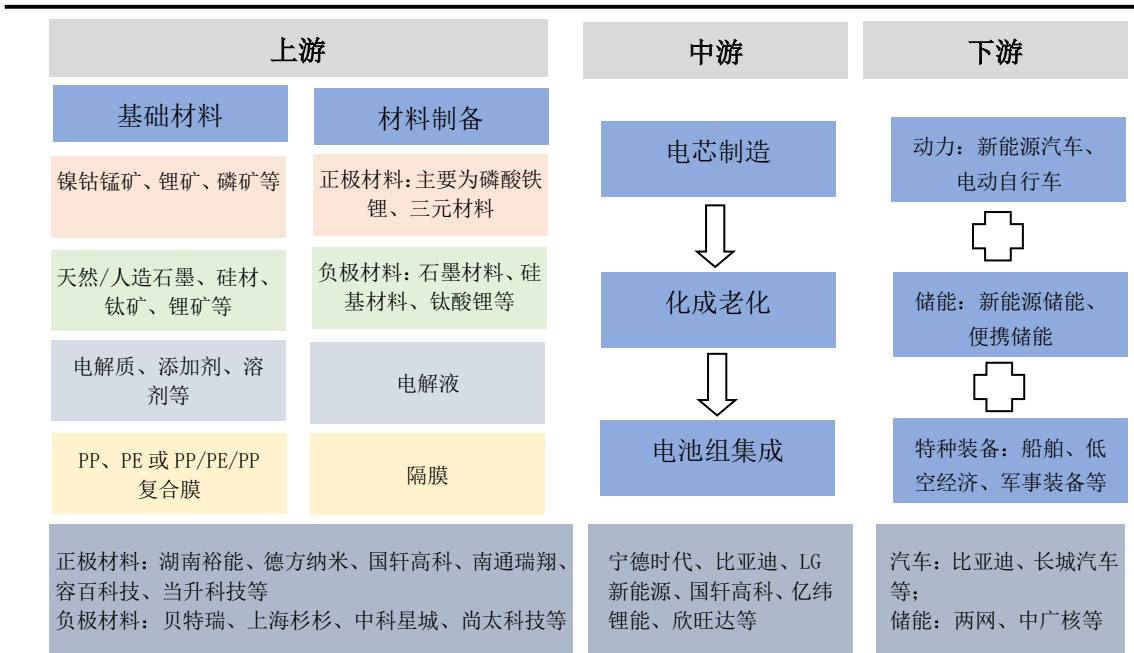 上游
中游
下游
基础材料
材料制备
镍钴锰矿、锂矿、磷矿等
正极材料：主要为磷酸铁
锂、三元材料
天然/人造石墨、硅材、
钛矿、锂矿等
负极材料：石墨材料、硅
基材料、钛酸锂等
电解质、添加剂、溶
剂等
电解液
PP、PE 或 PP/PE/PP
复合膜
隔膜
正极材料：湖南裕能、德方纳米、国轩高科、南通瑞翔、
容百科技、当升科技等
负极材料：贝特瑞、上海杉杉、中科星城、尚太科技等
电芯制造
化成老化
电池组集成
宁德时代、比亚迪、LG
新能源、国轩高科、亿纬
锂能、欣旺达等
动力：新能源汽车、
电动自行车
储能：新能源储能、
便携储能
特种装备：船舶、低
空经济、军事装备等
汽车：比亚迪、长城汽车
等；
储能：两网、中广核等